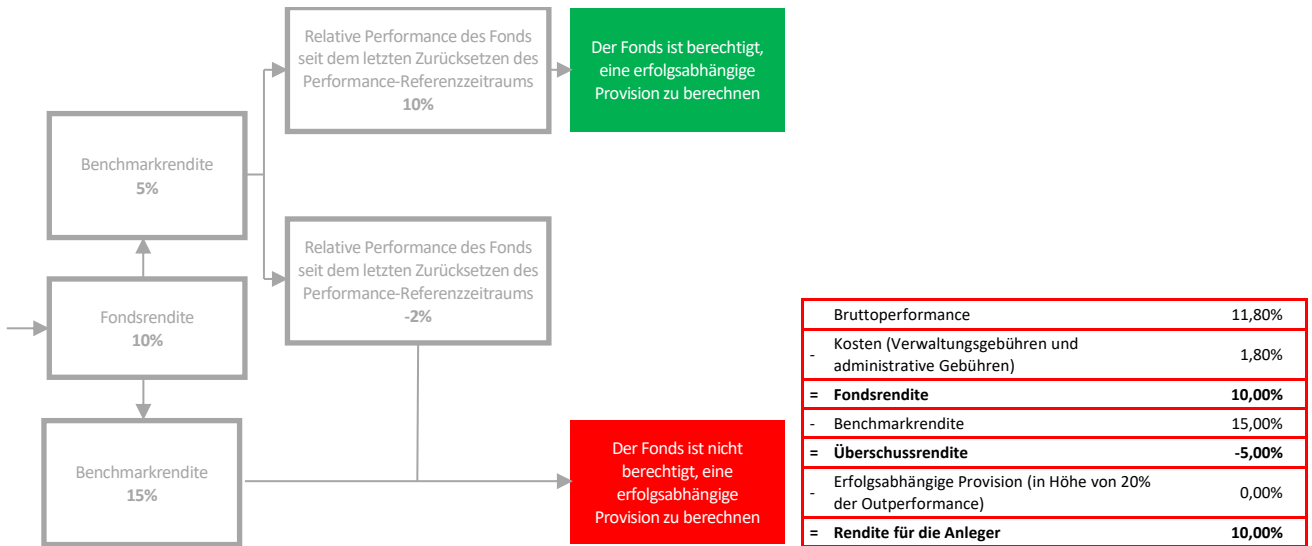 Relative Performance des Fonds
seit dem letzten Zurücksetzen des
Performance-Referenzzeitraums
10%
Der Fonds ist berechtigt,
eine erfolgsabhängige
Provision zu berechnen
Benchmarkrendite
5%
Relative Performance des Fonds
seit dem letzten Zurücksetzen des
Performance-Referenzzeitraums
-2%
Fondsrendite
10%
Benchmarkrendite
15%
Der Fonds ist nicht
berechtigt, eine
erfolgsabhängige
Provision zu berechnen
Bruttoperformance 11,80%
- Kosten (Verwaltungsgebühren und
administrative Gebühren) 1,80%
= Fondsrendite 10,00%
- Benchmarkrendite 15,00%
= Überschussrendite -5,00%
- Erfolgsabhängige Provision (in Höhe von 20%
der Outperformance) 0,00%
= Rendite für die Anleger 10,00%